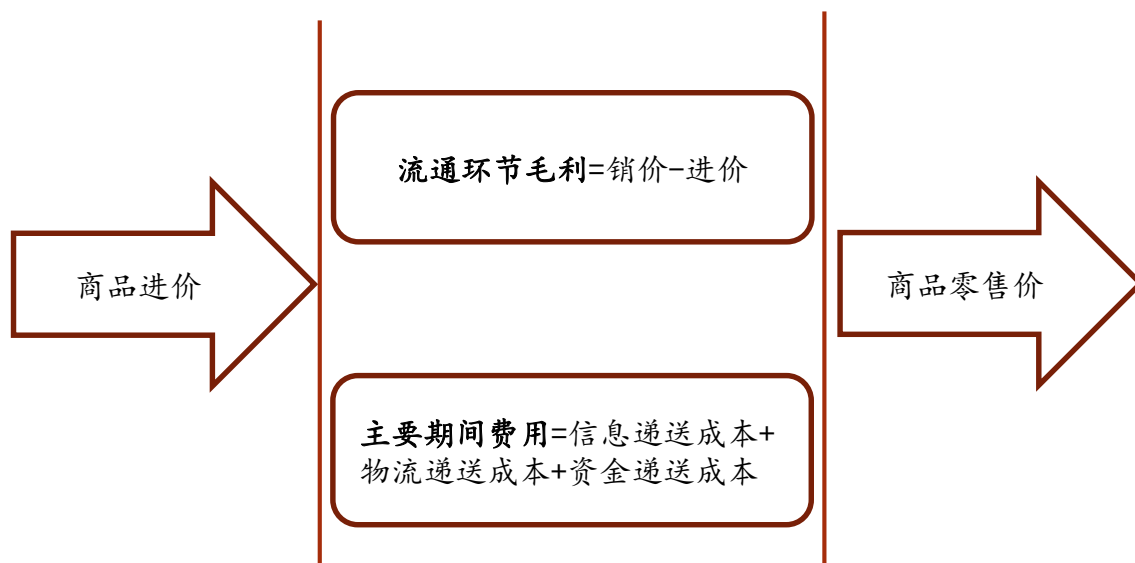 流通环节毛利=销价-进价
商品进价
商品零售价
主要期间费用=信息递送成本+
物流递送成本+资金递送成本